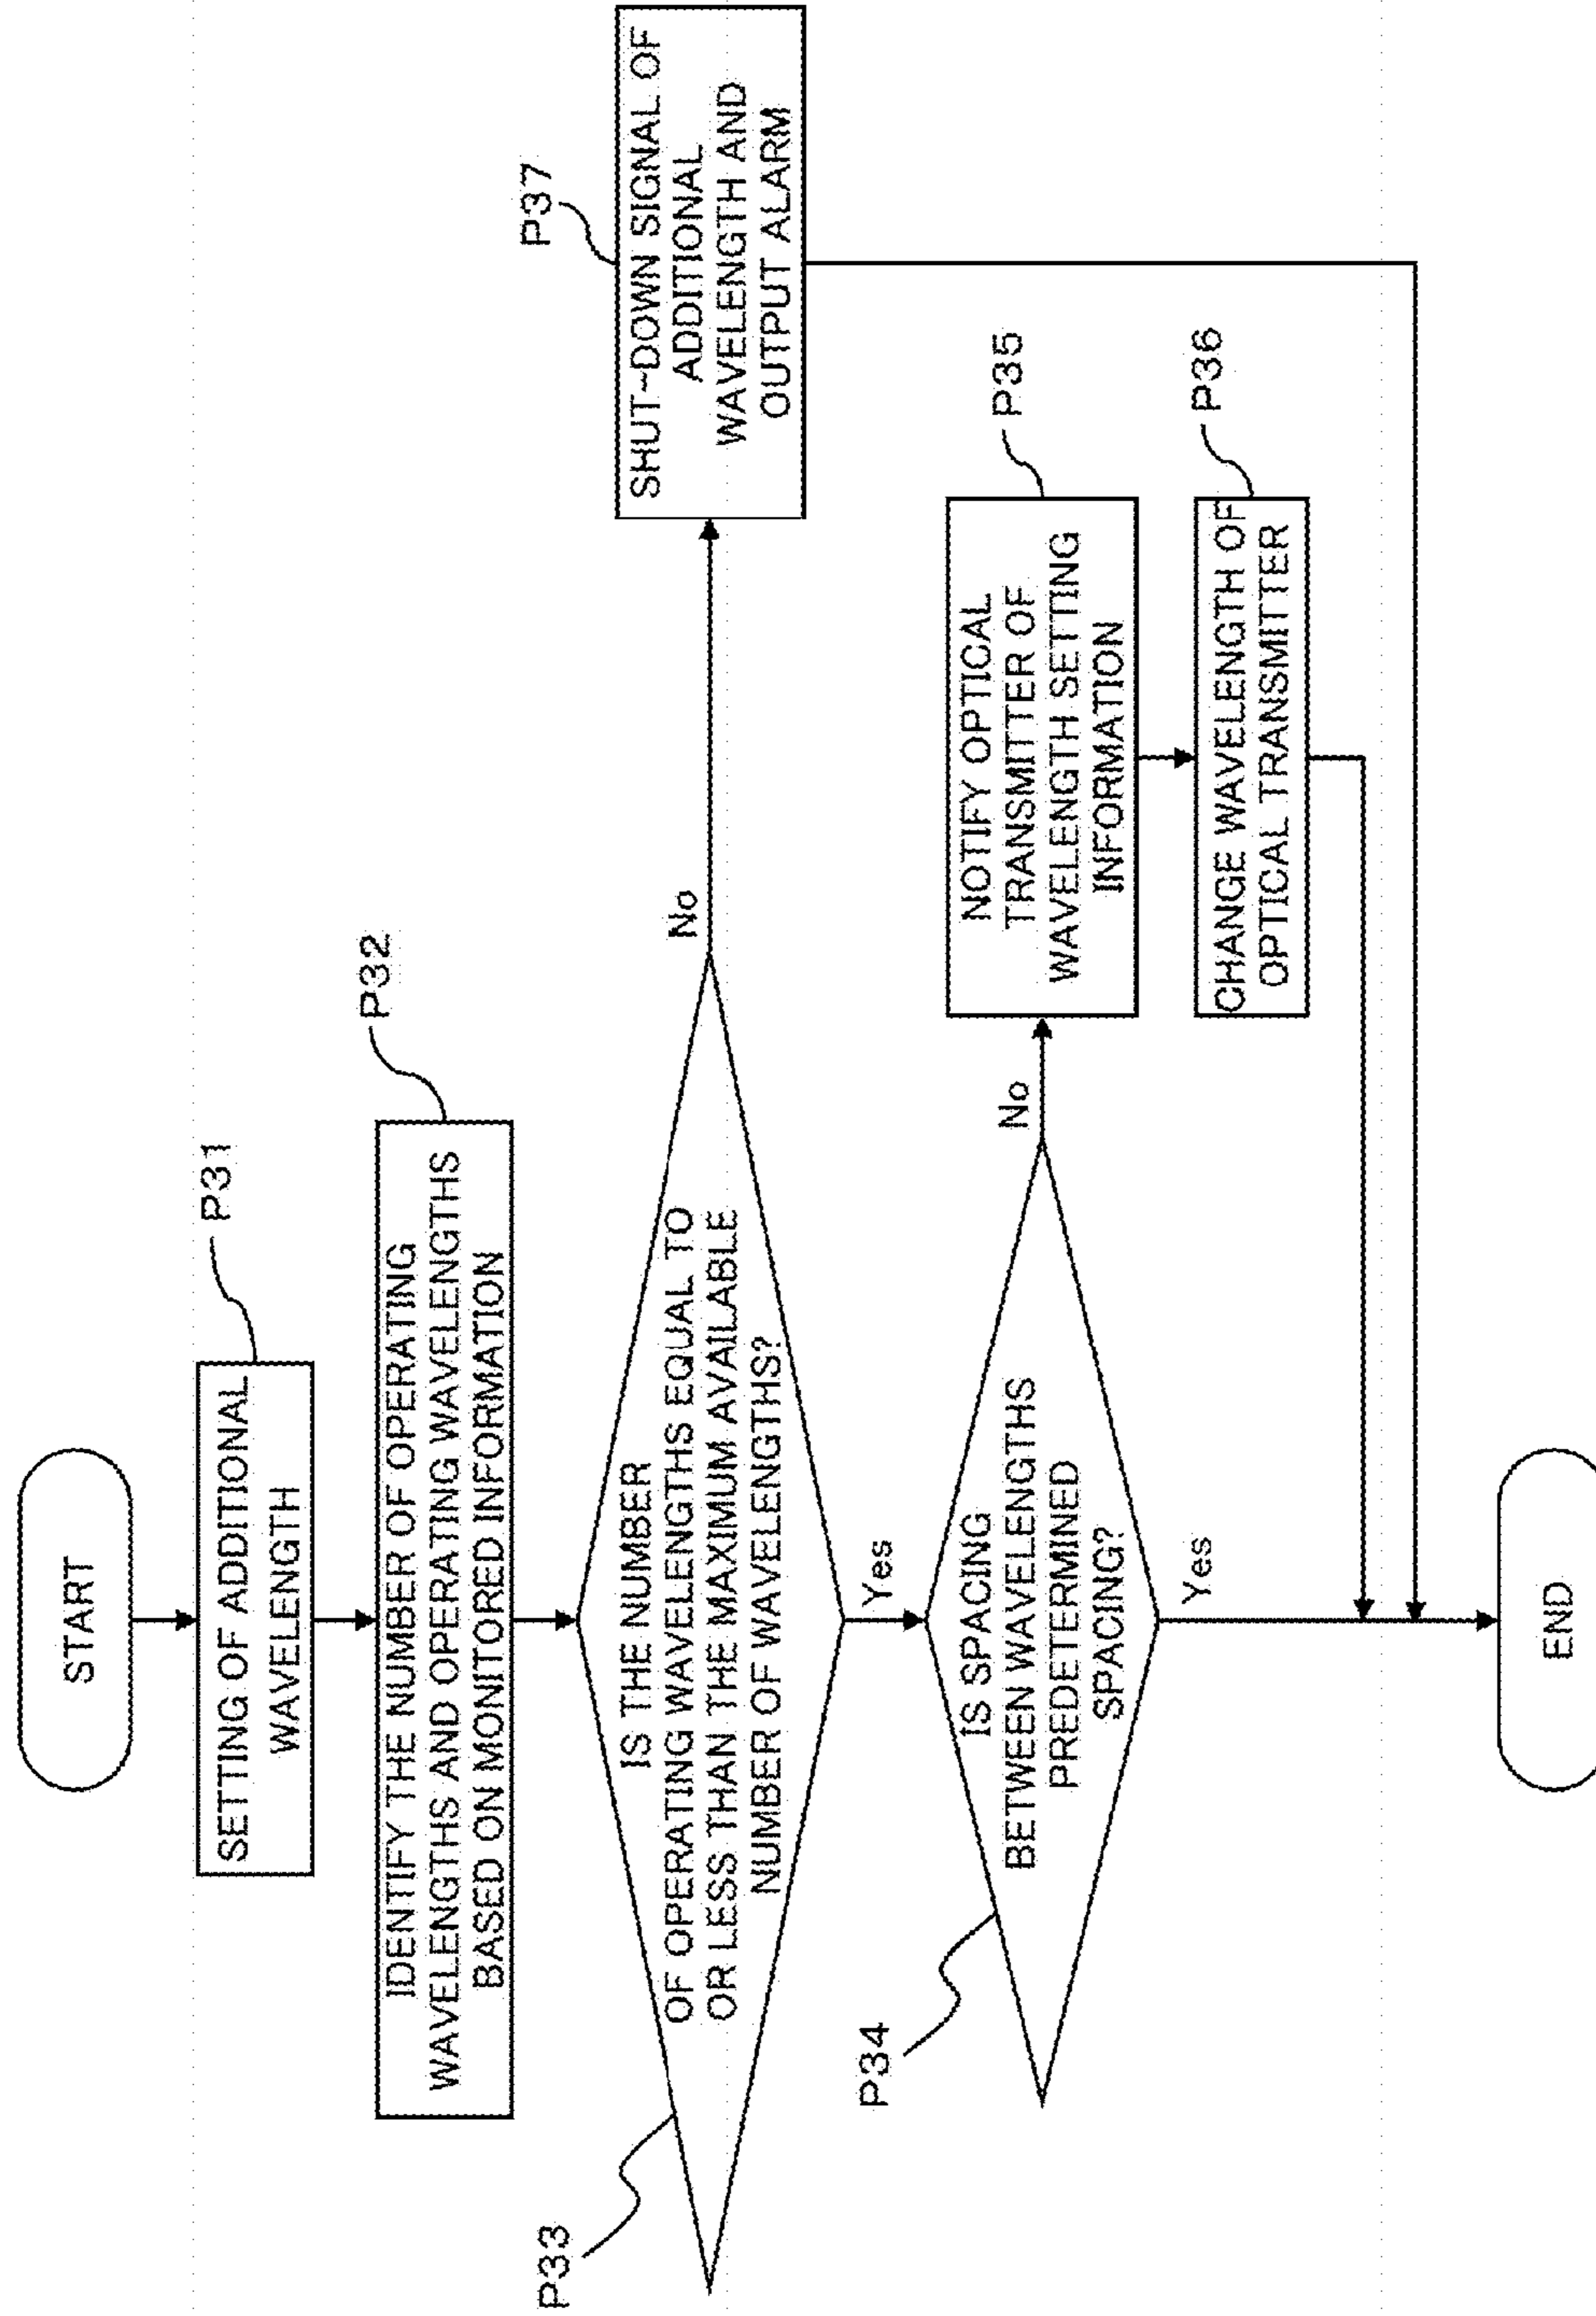 START
P31
SETTING OF ADDITIONAL
WAVELENGTH
P32
IDENTIFY THE NUMBER OF OPERATING
WAVELENGTHS AND OPERATING WAVELENGTHS
BASED ON MONITORED INFORMATION
P33
IS THE NUMBER
OF OPERATING WAVELENGTHS EQUAL TO
OR LESS THAN THE MAXIMUM AVAILABLE
NUMBER OF WAVELENGTHS?
No
P37
SHUT-DOWN SIGNAL OF
ADDITIONAL
WAVELENGTH AND
OUTPUT ALARM
Yes
P34
IS SPACING
BETWEEN WAVELENGTHS
PREDETERMINED
SPACING?
No
P35
NOTIFY OPTICAL
TRANSMITTER OF
WAVELENGTH SETTING
INFORMATION
P36
CHANGE WAVELENGTH OF
OPTICAL TRANSMITTER
Yes
END